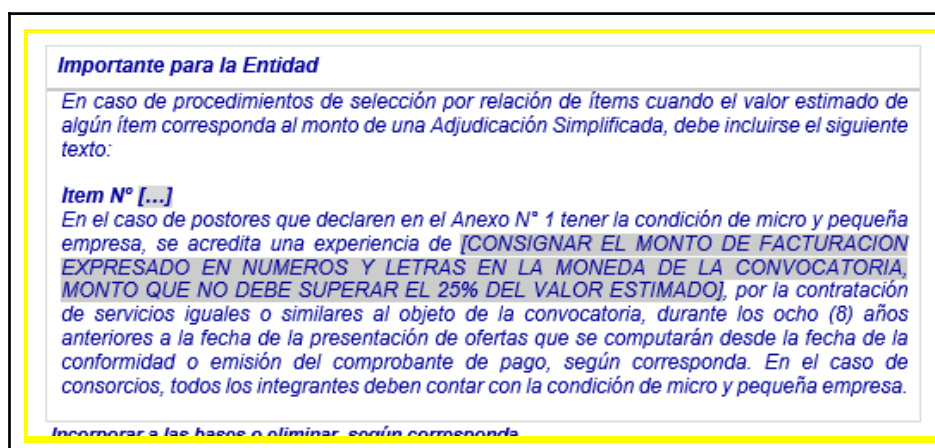 Importante para la Entidad
En caso de procedimientos de selección por relación de ítems cuando el valor estimado de
algún ítem corresponda al monto de una Adjudicación Simplificada, debe incluirse el siguiente
texto:
Item N° [...]
En el caso de postores que declaren en el Anexo N° 1 tener la condición de micro y pequeña
empresa, se acredita una experiencia de [CONSIGNAR EL MONTO DE FACTURACION
EXPRESADO EN NUMEROS Y LETRAS EN LA MONEDA DE LA CONVOCATORIA,
MONTO QUE NO DEBE SUPERAR EL 25% DEL VALOR ESTIMADO], por la contratación
de servicios iguales o similares al objeto de la convocatoria, durante los ocho (8) años
anteriores a la fecha de la presentación de ofertas que se computarán desde la fecha de la
conformidad o emisión del comprobante de pago, según corresponda. En el caso de
consorcios, todos los integrantes deben contar con la condición de micro y pequeña empresa.
Incorporar a las bases o eliminar, según corresponda